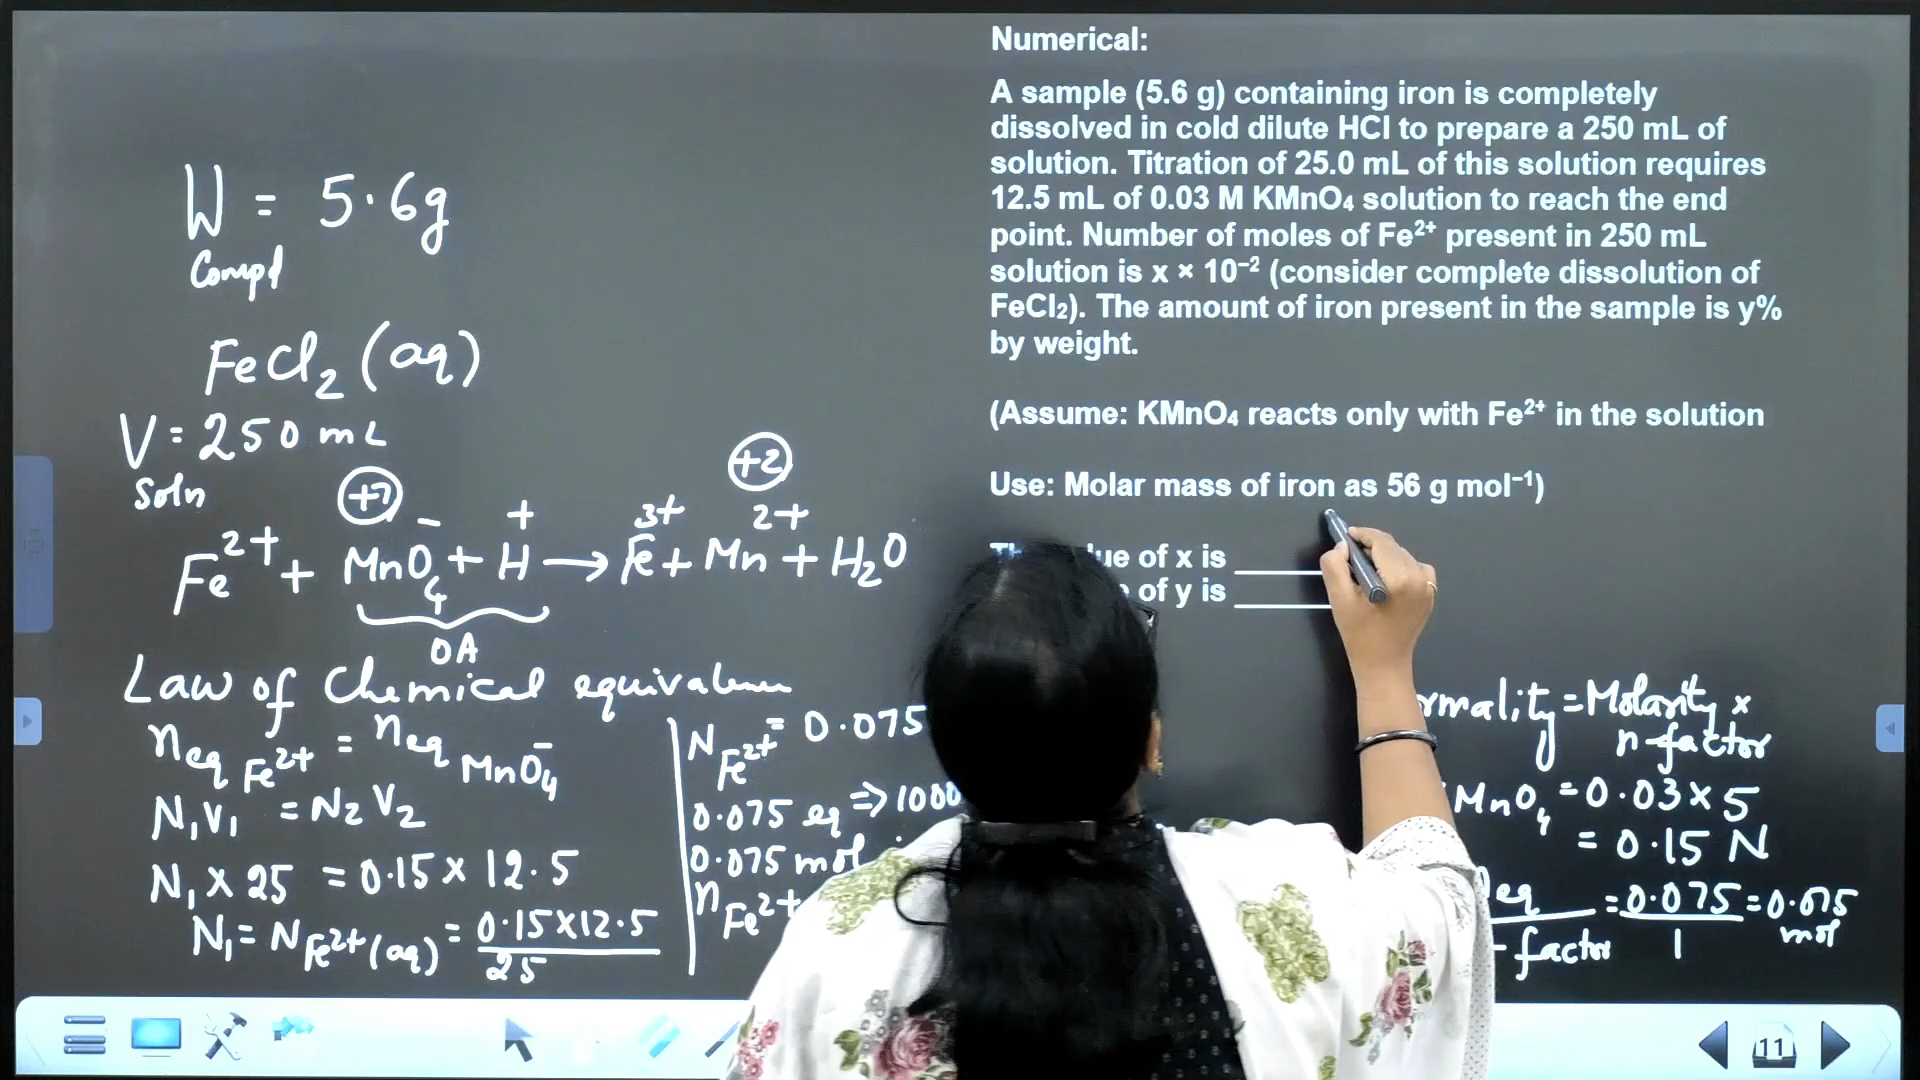 Numerical:
A sample (5.6 g) containing iron is completely
dissolved in cold dilute HCl to prepare a 250 mL of
solution. Titration of 25.0 mL of this solution requires
12.5 mL of 0.03 M KMnO₄ solution to reach the end
point. Number of moles of Fe²⁺ present in 250 mL
solution is x × 10⁻² (consider complete dissolution of
FeCl₂). The amount of iron present in the sample is y%
by weight.
(Assume: KMnO₄ reacts only with Fe²⁺ in the solution
Use: Molar mass of iron as 56 g mol⁻¹)
of x is ______
of y is ______
W = 5.6g
Compd
FeCl₂ (aq)
V = 250 mL
Soln
+7 +2
Fe²⁺ + MnO₄⁻ + H⁺ → Fe³⁺ + Mn²⁺ + H₂O
OA
Law of Chemical equivalence
neq Fe²⁺ = neq MnO₄⁻
N₁V₁ = N₂V₂
N₁ × 25 = 0.15 × 12.5
N₁ = N Fe²⁺(aq) = 0.15×12.5
25
N Fe²⁺ = 0.075
0.075 eq ⇒ 1000
0.075 mol
n Fe²⁺
= Molarity ×
n-factor
MnO₄ = 0.03×5
= 0.15 N
eq = 0.075 = 0.075
factor 1 mol
11